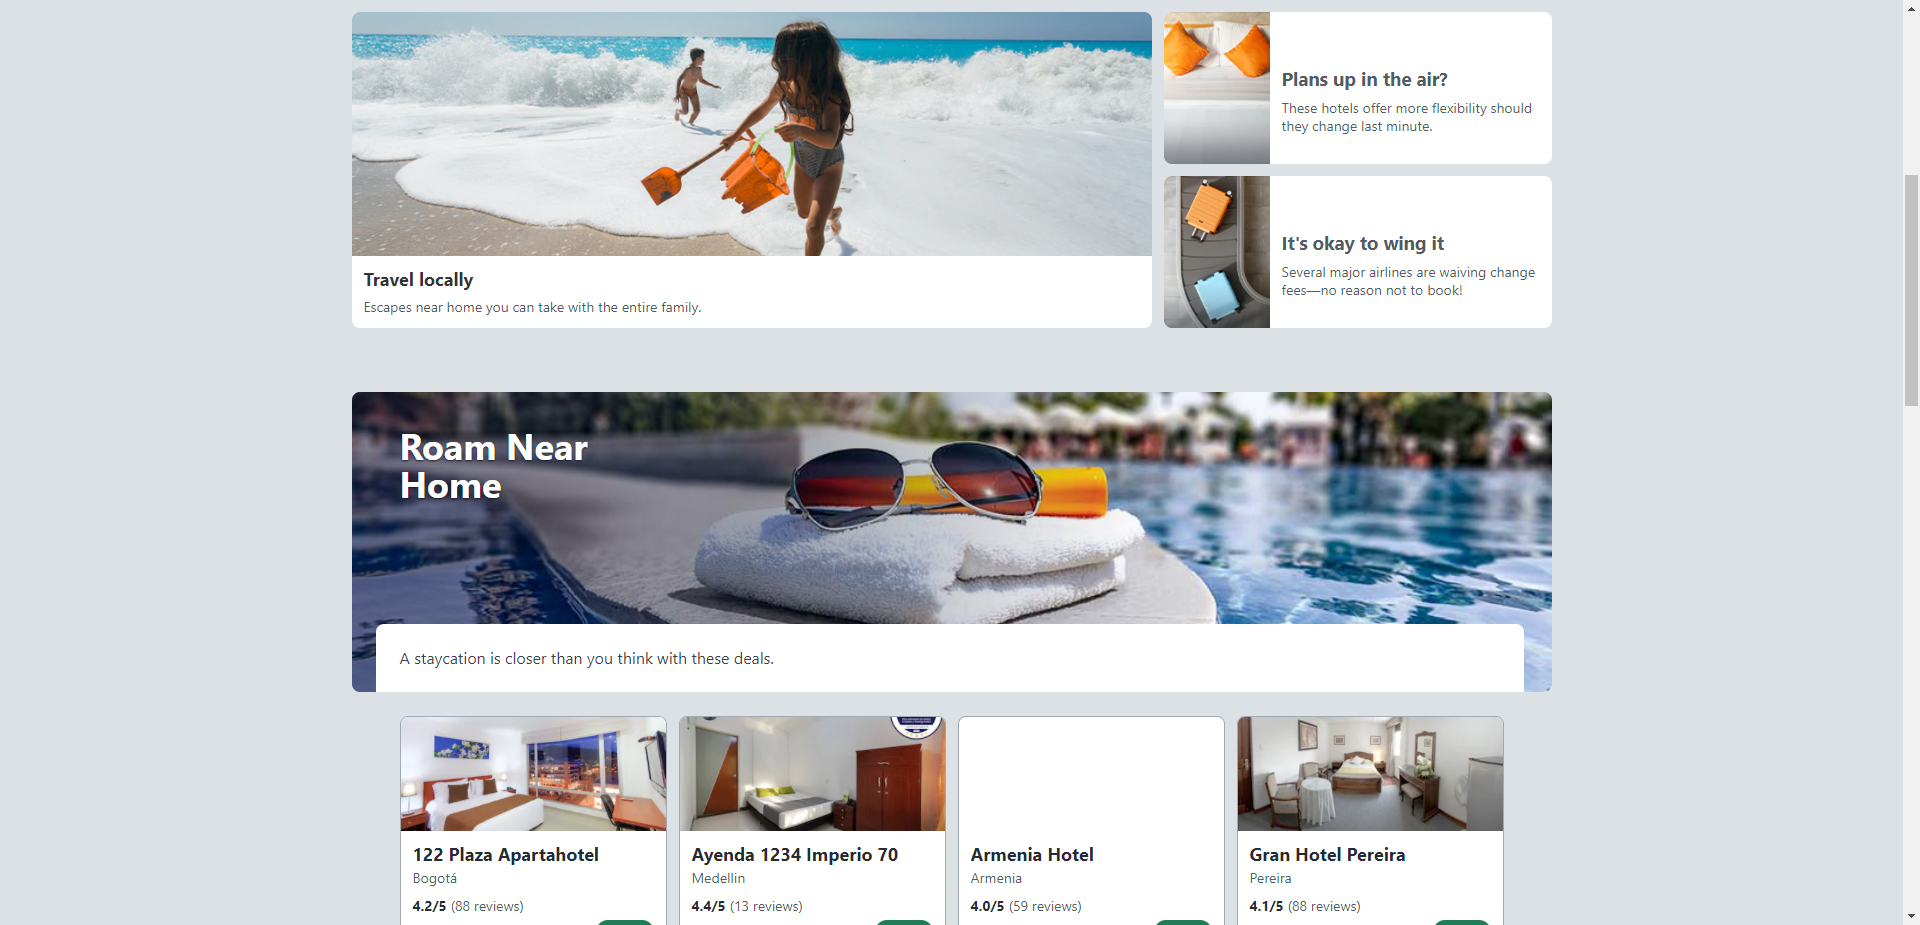 Travel locally
Escapes near home you can take with the entire family.
Plans up in the air?
These hotels offer more flexibility should
they change last minute.
It's okay to wing it
Several major airlines are waiving change
fees—no reason not to book!
Roam Near
Home
A staycation is closer than you think with these deals.
122 Plaza Apartahotel
Bogotá
4.2/5 (88 reviews)
Ayenda 1234 Imperio 70
Medellin
4.4/5 (13 reviews)
Armenia Hotel
Armenia
4.0/5 (59 reviews)
Gran Hotel Pereira
Pereira
4.1/5 (88 reviews)